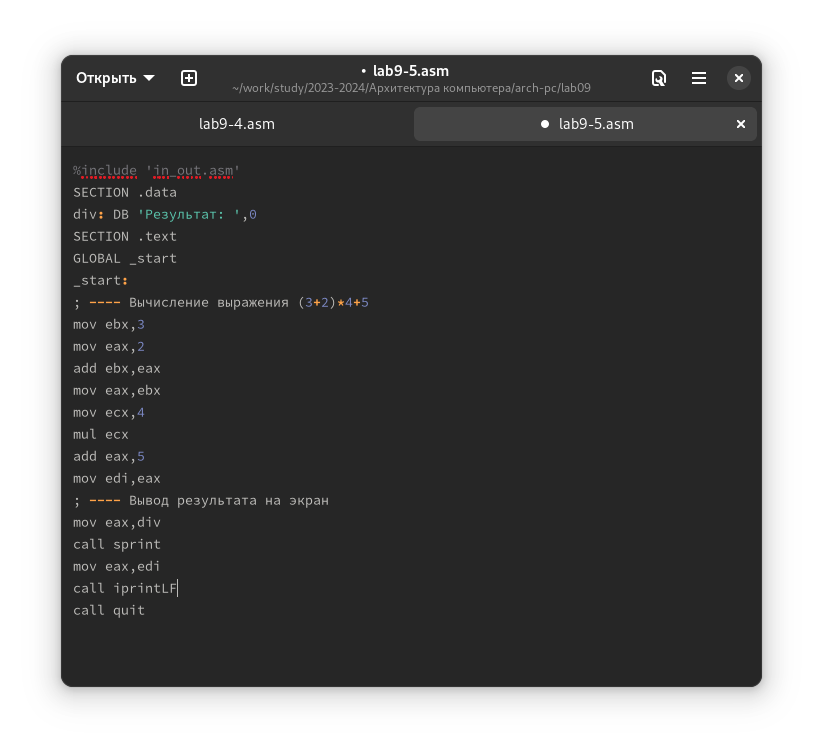 Открыть
• lab9-5.asm
~/work/study/2023-2024/Архитектура компьютера/arch-pc/lab09
lab9-4.asm
● lab9-5.asm
%include 'in_out.asm'
SECTION .data
div: DB 'Результат: ',0
SECTION .text
GLOBAL _start
_start:
; ---- Вычисление выражения (3+2)*4+5
mov ebx,3
mov eax,2
add ebx,eax
mov eax,ebx
mov ecx,4
mul ecx
add eax,5
mov edi,eax
; ---- Вывод результата на экран
mov eax,div
call sprint
mov eax,edi
call iprintLF
call quit